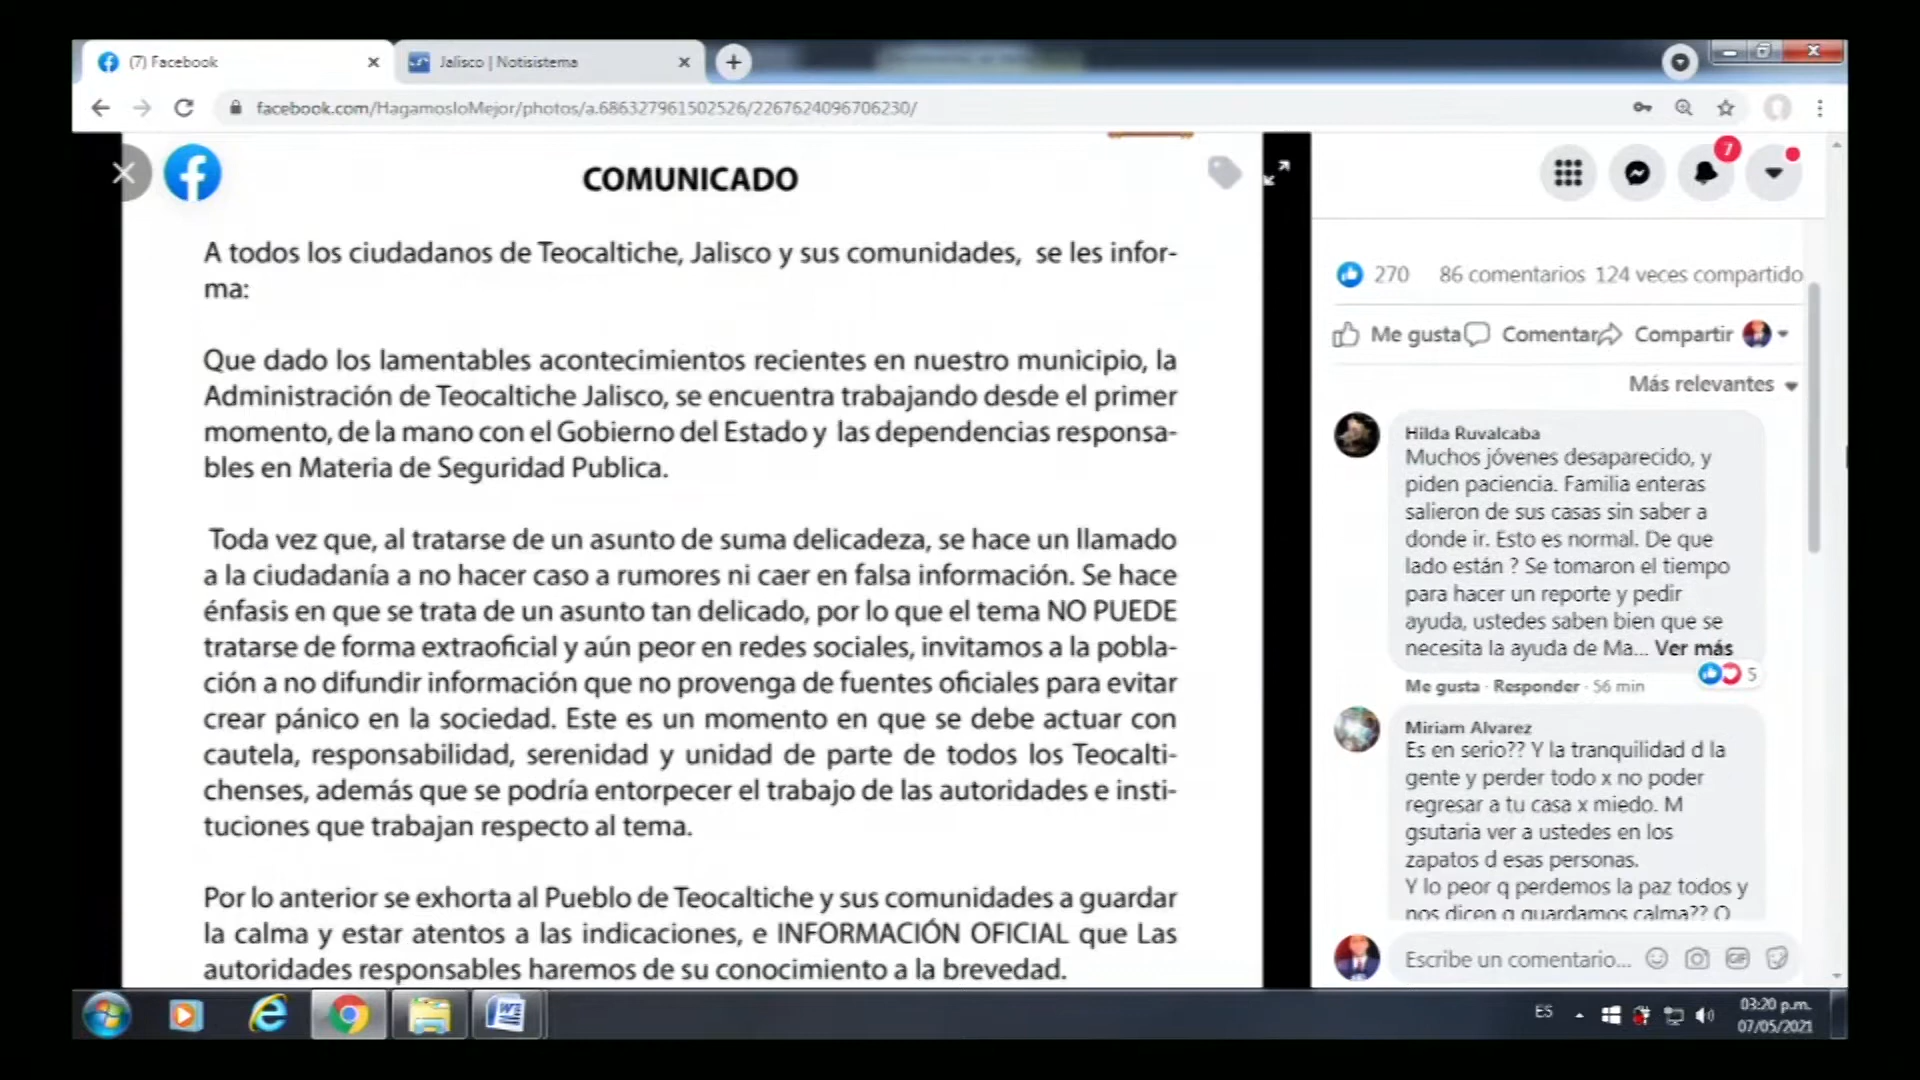 (7) Facebook
Jalisco | Notisistema
facebook.com/HagamosloMejor/photos/a.686327961502526/2267624096706230/
COMUNICADO
A todos los ciudadanos de Teocaltiche, Jalisco y sus comunidades, se les infor-
ma:
Que dado los lamentables acontecimientos recientes en nuestro municipio, la
Administración de Teocaltiche Jalisco, se encuentra trabajando desde el primer
momento, de la mano con el Gobierno del Estado y las dependencias responsa-
bles en Materia de Seguridad Publica.
Toda vez que, al tratarse de un asunto de suma delicadeza, se hace un llamado
a la ciudadanía a no hacer caso a rumores ni caer en falsa información. Se hace
énfasis en que se trata de un asunto tan delicado, por lo que el tema NO PUEDE
tratarse de forma extraoficial y aún peor en redes sociales, invitamos a la pobla-
ción a no difundir información que no provenga de fuentes oficiales para evitar
crear pánico en la sociedad. Este es un momento en que se debe actuar con
cautela, responsabilidad, serenidad y unidad de parte de todos los Teocalti-
chenses, además que se podría entorpecer el trabajo de las autoridades e insti-
tuciones que trabajan respecto al tema.
Por lo anterior se exhorta al Pueblo de Teocaltiche y sus comunidades a guardar
la calma y estar atentos a las indicaciones, e INFORMACIÓN OFICIAL que Las
autoridades responsables haremos de su conocimiento a la brevedad.
7
270 86 comentarios 124 veces compartido
Me gusta Comentar Compartir
Más relevantes
Hilda Ruvalcaba
Muchos jóvenes desaparecido, y
piden paciencia. Familia enteras
salieron de sus casas sin saber a
donde ir. Esto es normal. De que
lado están ? Se tomaron el tiempo
para hacer un reporte y pedir
ayuda, ustedes saben bien que se
necesita la ayuda de Ma... Ver más
5
Me gusta · Responder · 56 min
Miriam Alvarez
Es en serio?? Y la tranquilidad d la
gente y perder todo x no poder
regresar a tu casa x miedo. M
gsutaria ver a ustedes en los
zapatos d esas personas.
Y lo peor q perdemos la paz todos y
nos dicen q guardamos calma?? O
Escribe un comentario...
GIF
ES
03:20 p.m.
07/05/2021